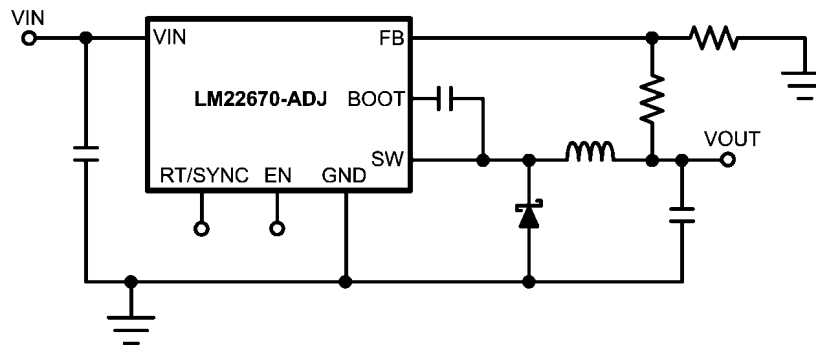 VIN
VIN
FB
LM22670-ADJ
BOOT
VOUT
SW
RT/SYNC
EN
GND